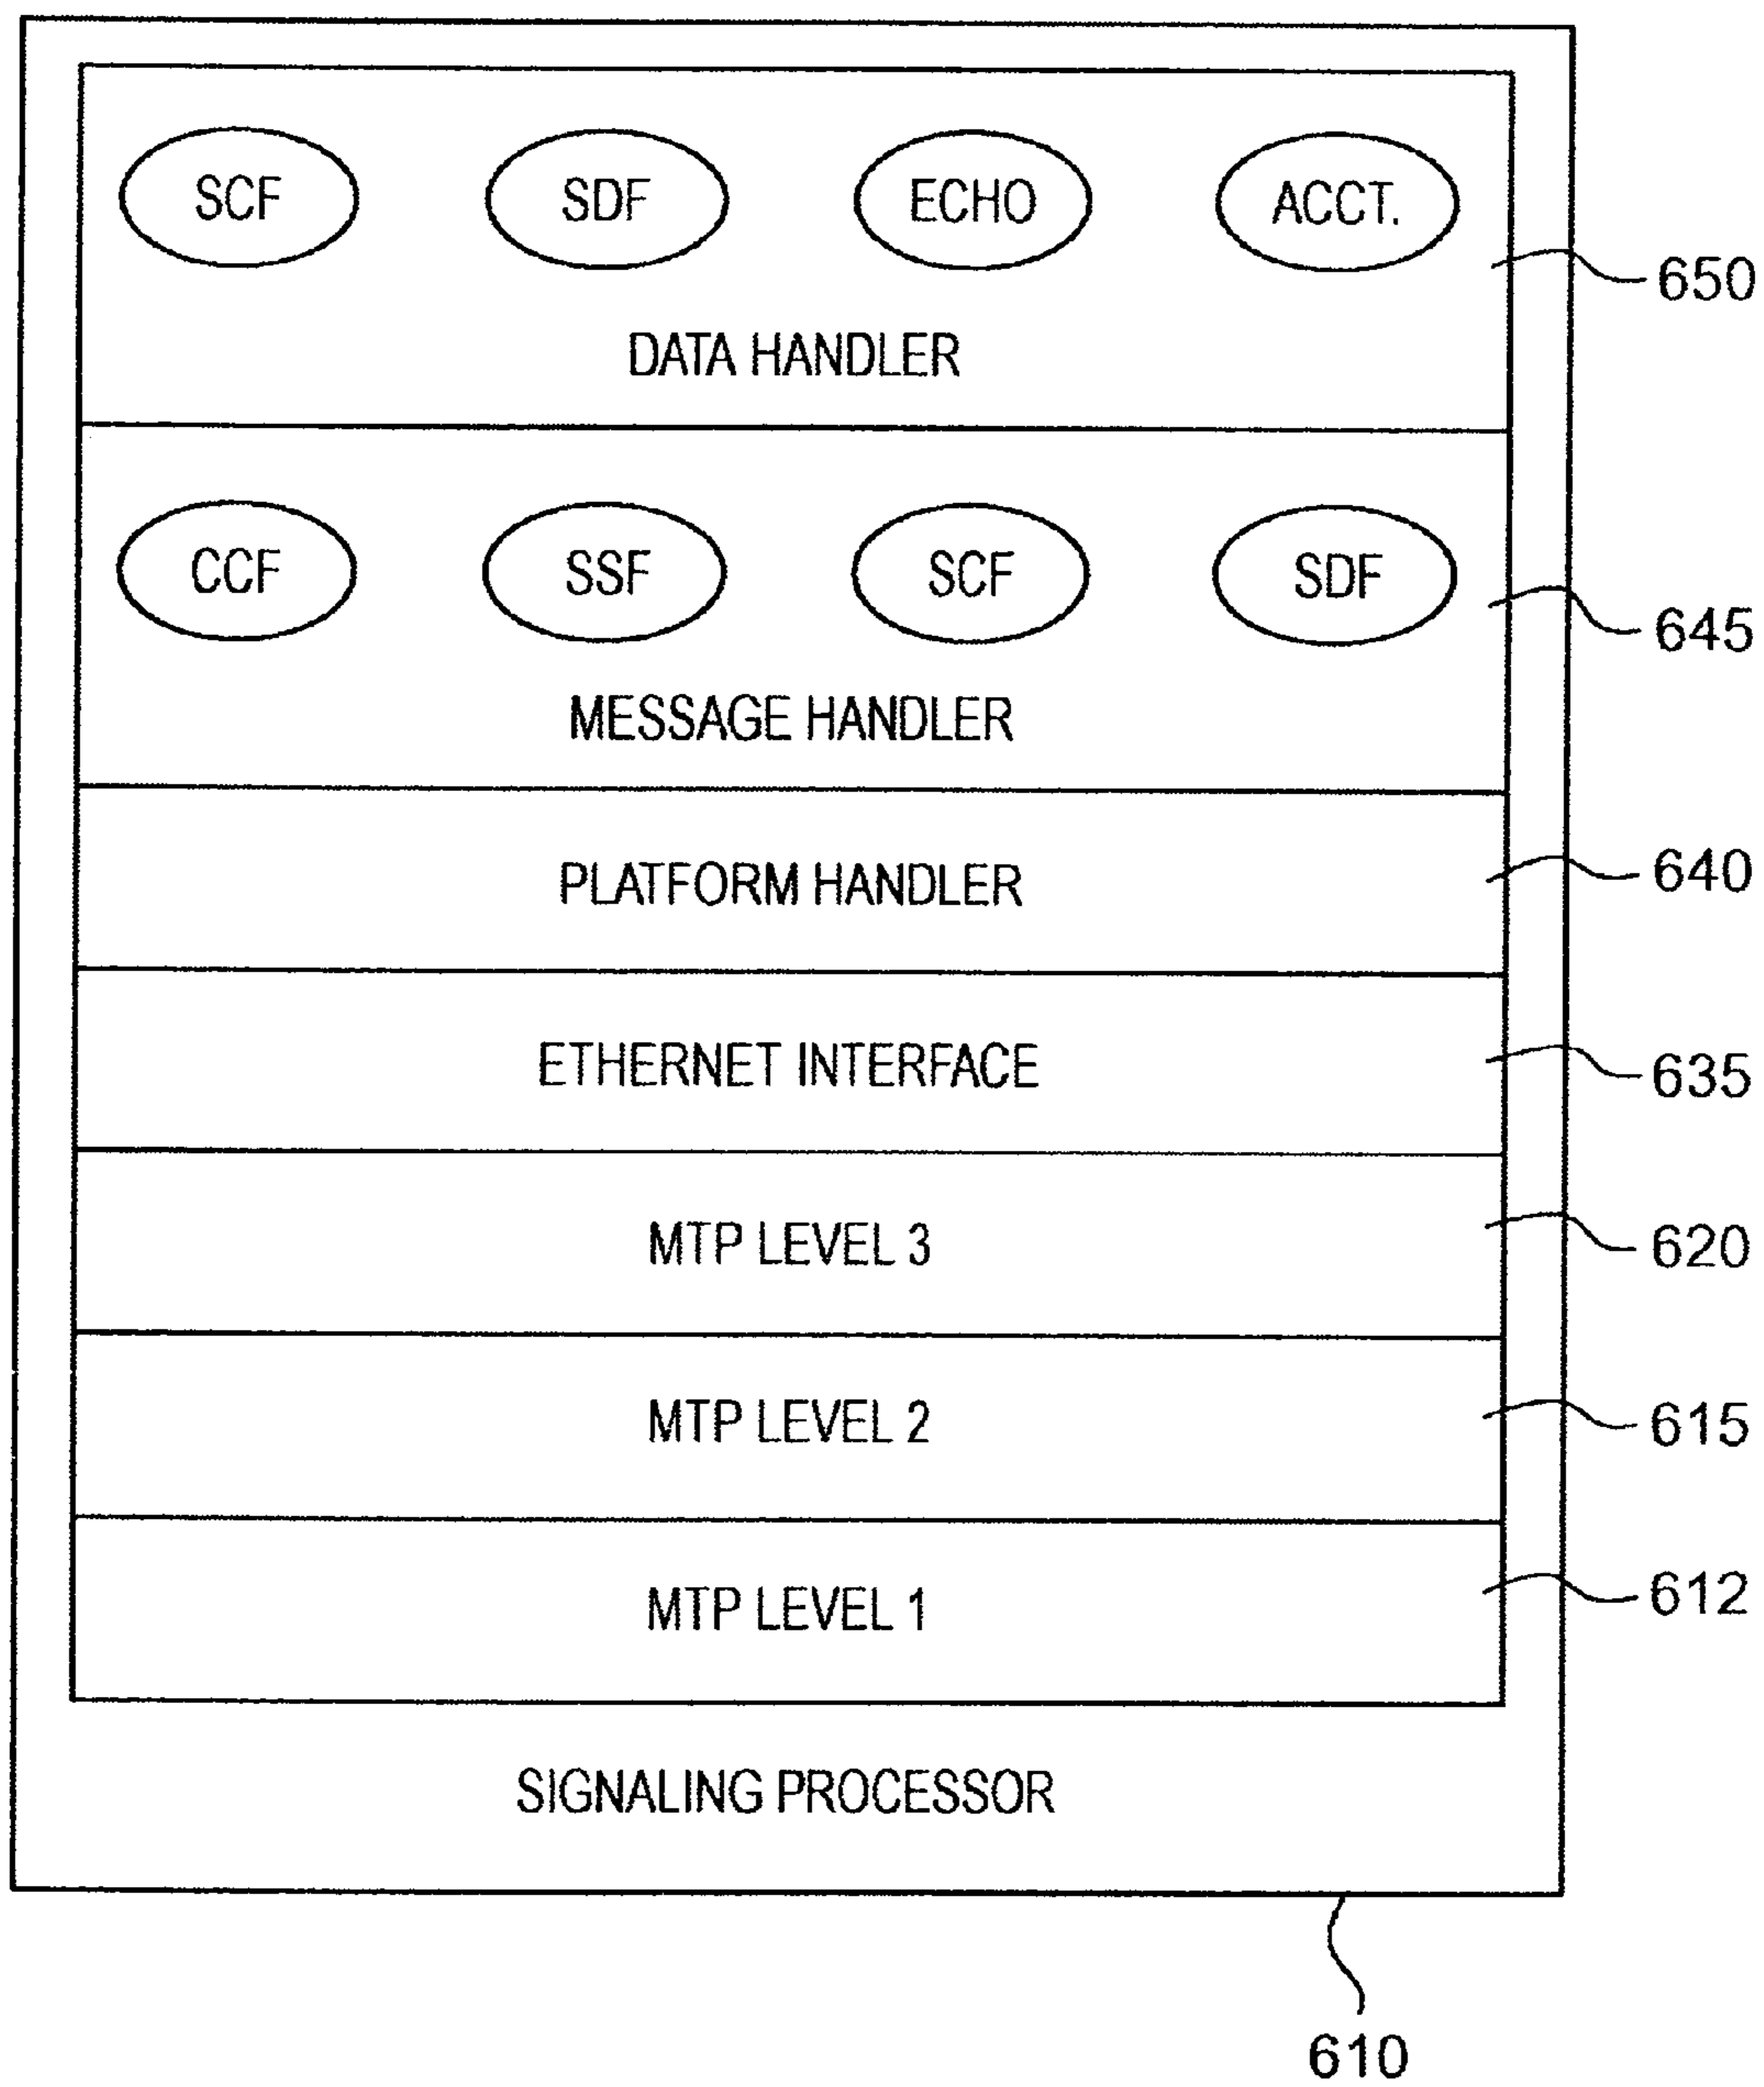 SCF SDF ECHO ACCT.
650
DATA HANDLER
CCF SSF SCF SDF
645
MESSAGE HANDLER
PLATFORM HANDLER 640
ETHERNET INTERFACE 635
MTP LEVEL 3 620
MTP LEVEL 2 615
MTP LEVEL 1 612
SIGNALING PROCESSOR
610